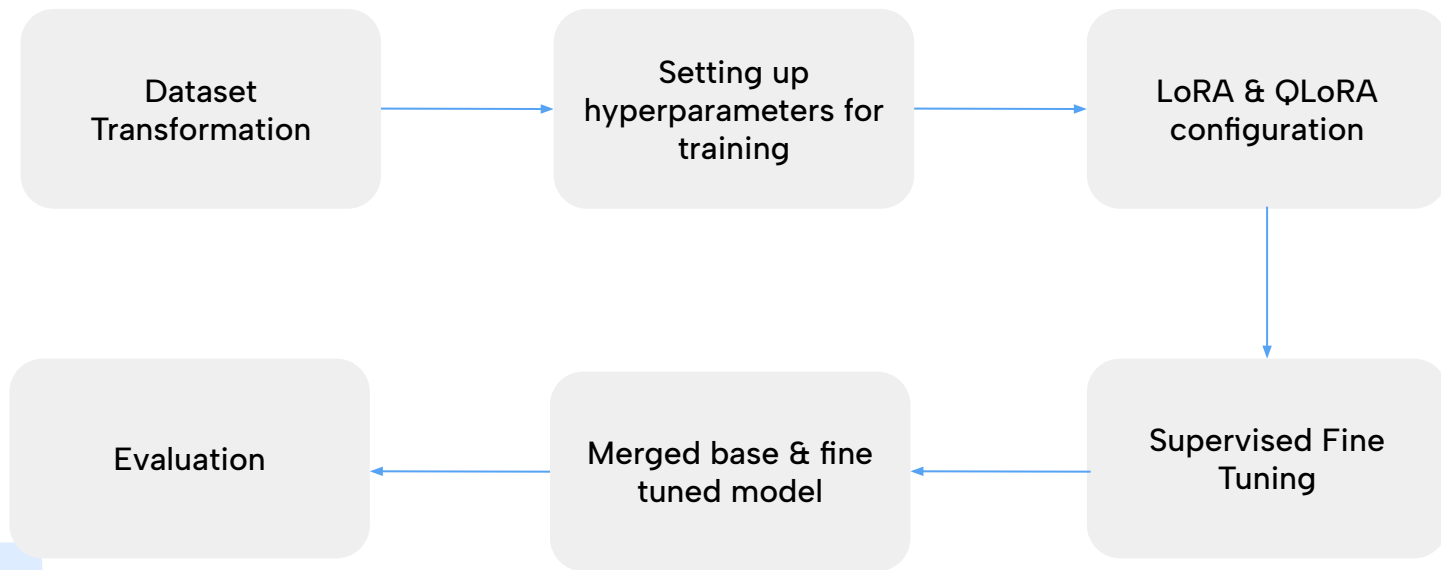 Dataset
Transformation
Setting up
hyperparameters for
training
LoRA & QLoRA
configuration
Supervised Fine
Tuning
Merged base & fine
tuned model
Evaluation